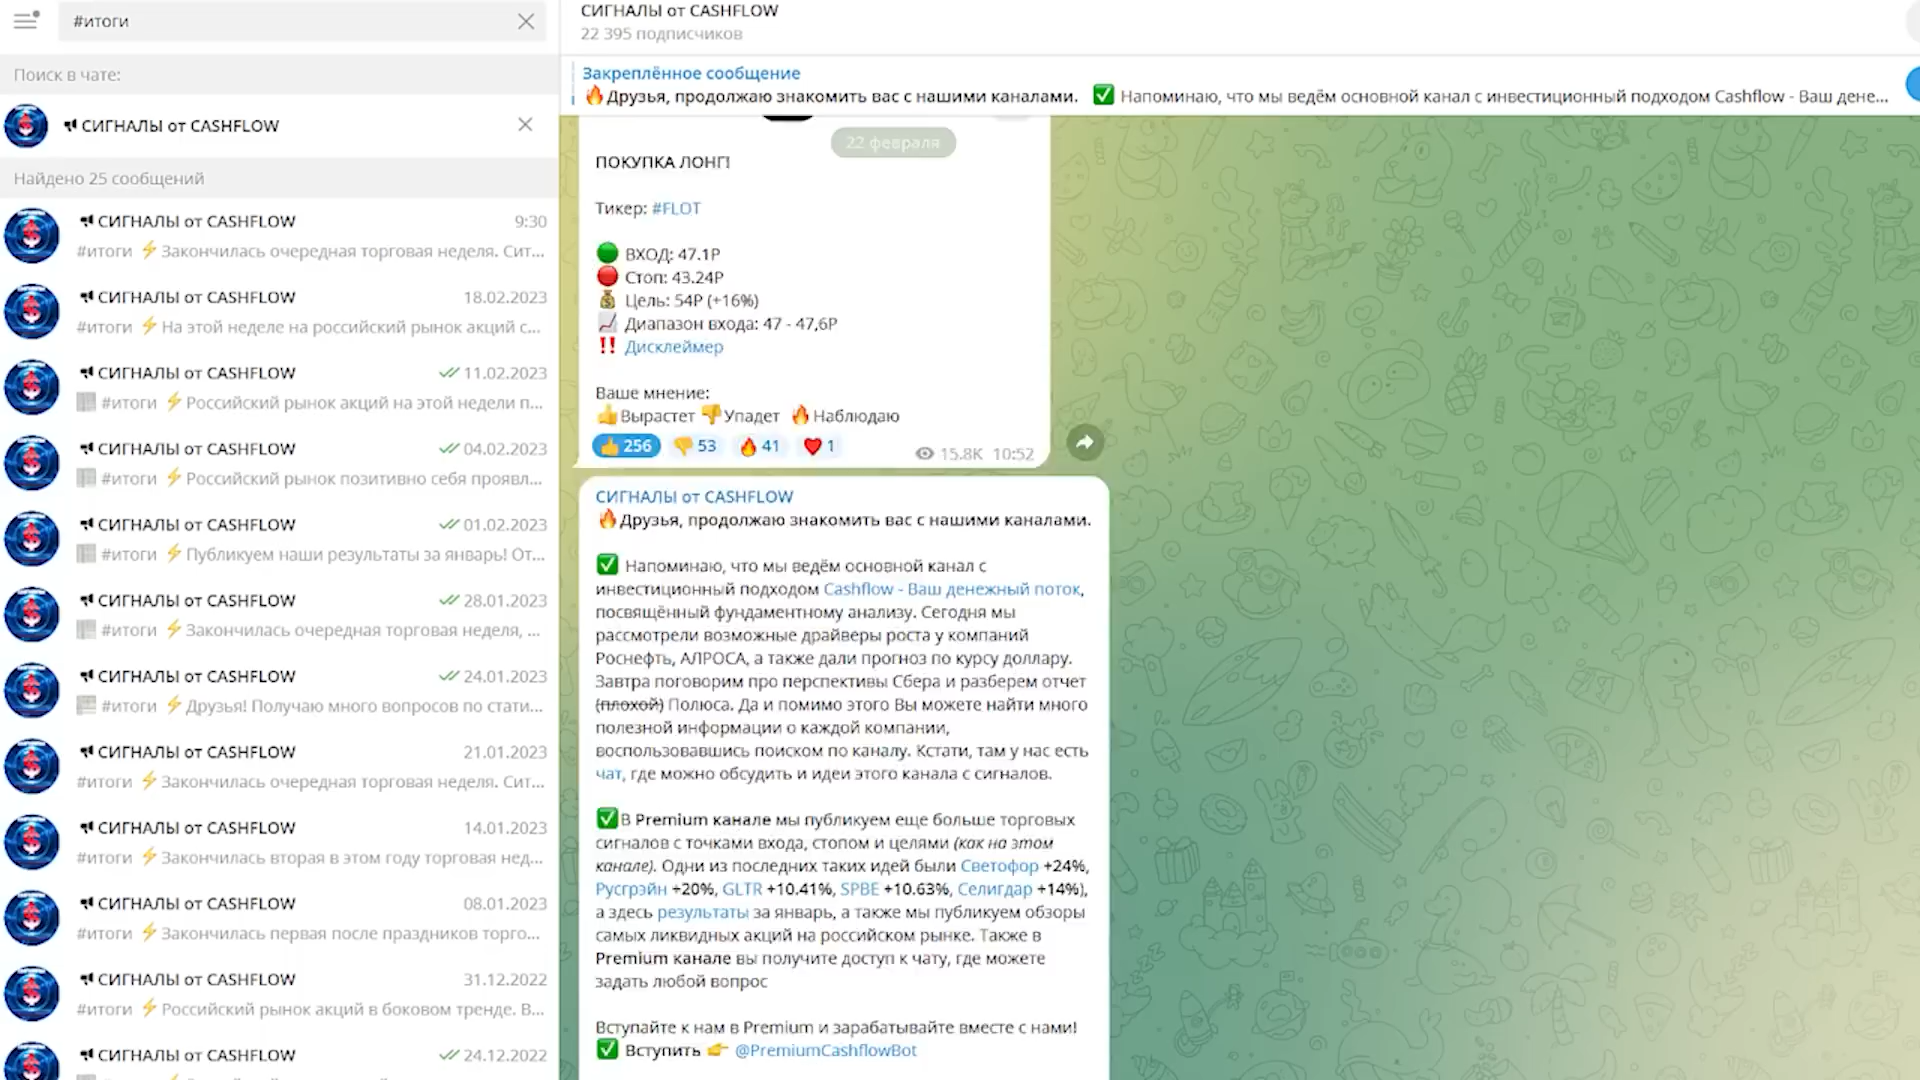 #итоги
Поиск в чате:
СИГНАЛЫ от CASHFLOW
Найдено 25 сообщений
СИГНАЛЫ от CASHFLOW 9:30
#итоги ⚡Закончилась очередная торговая неделя. Сит...
СИГНАЛЫ от CASHFLOW 18.02.2023
#итоги ⚡На этой неделе на российский рынок акций с...
СИГНАЛЫ от CASHFLOW 11.02.2023
#итоги ⚡Российский рынок акций на этой недели п...
СИГНАЛЫ от CASHFLOW 04.02.2023
#итоги ⚡Российский рынок позитивно себя проявл...
СИГНАЛЫ от CASHFLOW 01.02.2023
#итоги ⚡Публикуем наши результаты за январь! От...
СИГНАЛЫ от CASHFLOW 28.01.2023
#итоги ⚡Закончилась очередная торговая неделя, ...
СИГНАЛЫ от CASHFLOW 24.01.2023
#итоги ⚡Друзья! Получаю много вопросов по стати...
СИГНАЛЫ от CASHFLOW 21.01.2023
#итоги ⚡Закончилась очередная торговая неделя. Сит...
СИГНАЛЫ от CASHFLOW 14.01.2023
#итоги ⚡Закончилась вторая в этом году торговая нед...
СИГНАЛЫ от CASHFLOW 08.01.2023
#итоги ⚡Закончилась первая после праздников торго...
СИГНАЛЫ от CASHFLOW 31.12.2022
#итоги ⚡Российский рынок акций в боковом тренде. В...
СИГНАЛЫ от CASHFLOW 24.12.2022
СИГНАЛЫ от CASHFLOW
22 395 подписчиков
Закреплённое сообщение
🔥Друзья, продолжаю знакомить вас с нашими каналами. ✅ Напоминаю, что мы ведём основной канал с инвестиционный подходом Cashflow - Ваш дене...
22 февраля
ПОКУПКА ЛОНГ!
Тикер: #FLOT
🟢 ВХОД: 47.1Р
🔴 Стоп: 43.24Р
💰 Цель: 54Р (+16%)
📈 Диапазон входа: 47 - 47,6Р
‼️ Дисклеймер
Ваше мнение:
👍Вырастет 👎Упадет 🔥Наблюдаю
👍 256 👎 53 🔥 41 ❤️ 1 15.8K 10:52
СИГНАЛЫ от CASHFLOW
🔥Друзья, продолжаю знакомить вас с нашими каналами.
✅ Напоминаю, что мы ведём основной канал с
инвестиционный подходом Cashflow - Ваш денежный поток,
посвящённый фундаментному анализу. Сегодня мы
рассмотрели возможные драйверы роста у компаний
Роснефть, АЛРОСА, а также дали прогноз по курсу доллару.
Завтра поговорим про перспективы Сбера и разберем отчет
(плохой) Полюса. Да и помимо этого Вы можете найти много
полезной информации о каждой компании,
воспользовавшись поиском по каналу. Кстати, там у нас есть
чат, где можно обсудить и идеи этого канала с сигналов.
✅В Premium канале мы публикуем еще больше торговых
сигналов с точками входа, стопом и целями (как на этом
канале). Одни из последних таких идей были Светофор +24%,
Русгрэйн +20%, GLTR +10.41%, SPBE +10.63%, Селигдар +14%),
а здесь результаты за январь, а также мы публикуем обзоры
самых ликвидных акций на российском рынке. Также в
Premium канале вы получите доступ к чату, где можете
задать любой вопрос
Вступайте к нам в Premium и зарабатывайте вместе с нами!
✅ Вступить 👉 @PremiumCashflowBot